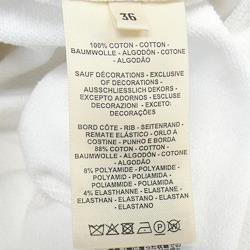 36
100% COTON - COTTON -
BAUMWOLLE - ALGODÓN - COTONE
- ALGODÃO
SAUF DÉCORATIONS - EXCLUSIVE
OF DECORATIONS -
AUSSCHLIESSLICH DEKORS -
EXCEPTO ADORNOS - ESCLUSE
DECORAZIONI - EXCETO:
DECORAÇÕES
BORD CÔTE - RIB - SEITENRAND -
REMATE ELÁSTICO - ORLO A
COSTINE - PUNHO E BORDA
88% COTON - COTTON -
BAUMWOLLE - ALGODÓN - COTONE
- ALGODÃO
8% POLYAMIDE - POLYAMIDE -
POLYAMID - POLIAMIDA -
POLIAMMIDE - POLIAMIDA
4% ELASTHANNE - ELASTANE -
ELASTHAN - ELASTANO - ELASTAN
- ELASTANO